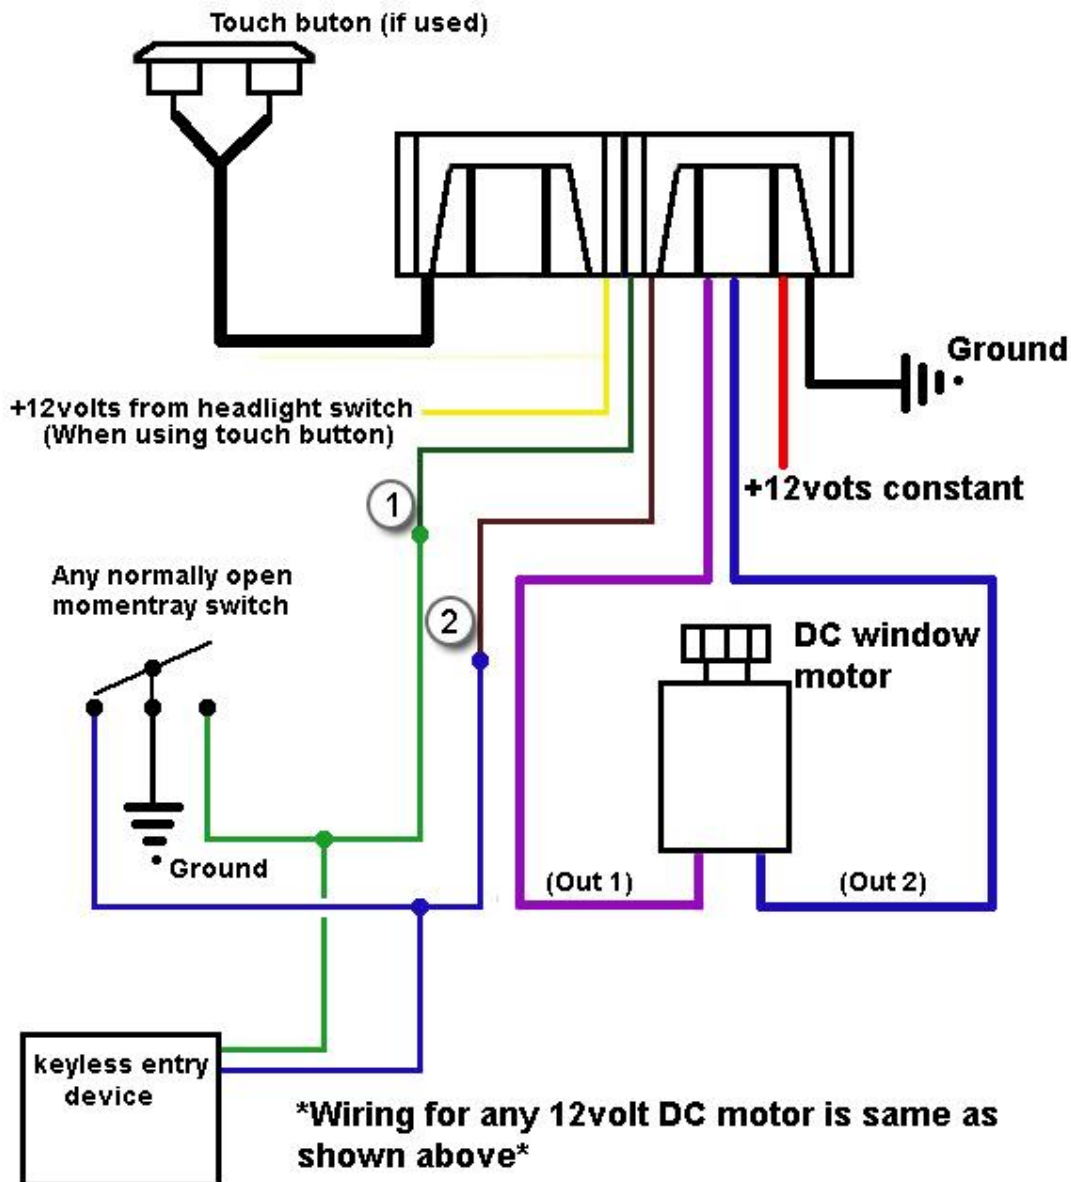 Touch buton (if used)
Ground
+12volts from headlight switch
(When using touch button)
+12vots constant
1
Any normally open
momentray switch
2
DC window
motor
Ground
(Out 1)
(Out 2)
keyless entry
device
*Wiring for any 12volt DC motor is same as
shown above*